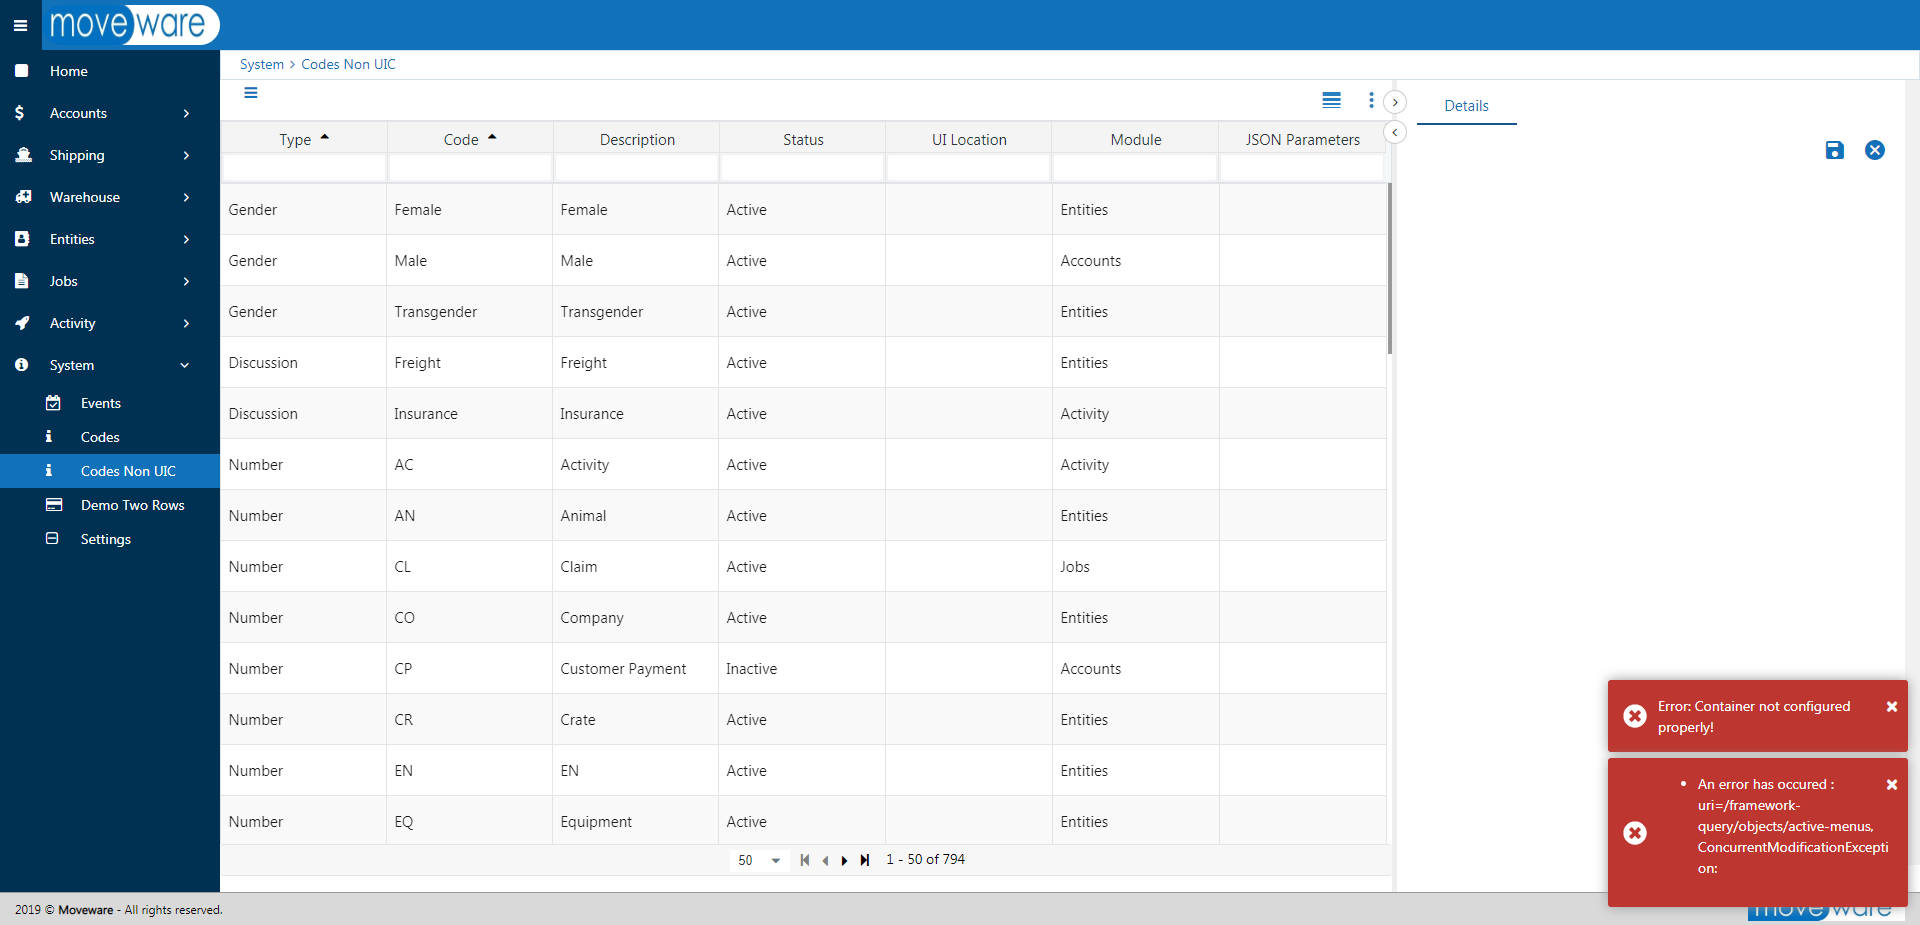 moveware
Home
Accounts
Shipping
Warehouse
Entities
Jobs
Activity
System
Events
Codes
Codes Non UIC
Demo Two Rows
Settings
System > Codes Non UIC
Type Code Description Status UI Location Module JSON Parameters
Gender Female Female Active Entities
Gender Male Male Active Accounts
Gender Transgender Transgender Active Entities
Discussion Freight Freight Active Entities
Discussion Insurance Insurance Active Activity
Number AC Activity Active Activity
Number AN Animal Active Entities
Number CL Claim Active Jobs
Number CO Company Active Entities
Number CP Customer Payment Inactive Accounts
Number CR Crate Active Entities
Number EN EN Active Entities
Number EQ Equipment Active Entities
50 1 - 50 of 794
Details
Error: Container not configured
properly!
• An error has occured :
uri=/framework-
query/objects/active-menus,
ConcurrentModificationExcepti
on:
2019 © Moveware - All rights reserved.
moveware